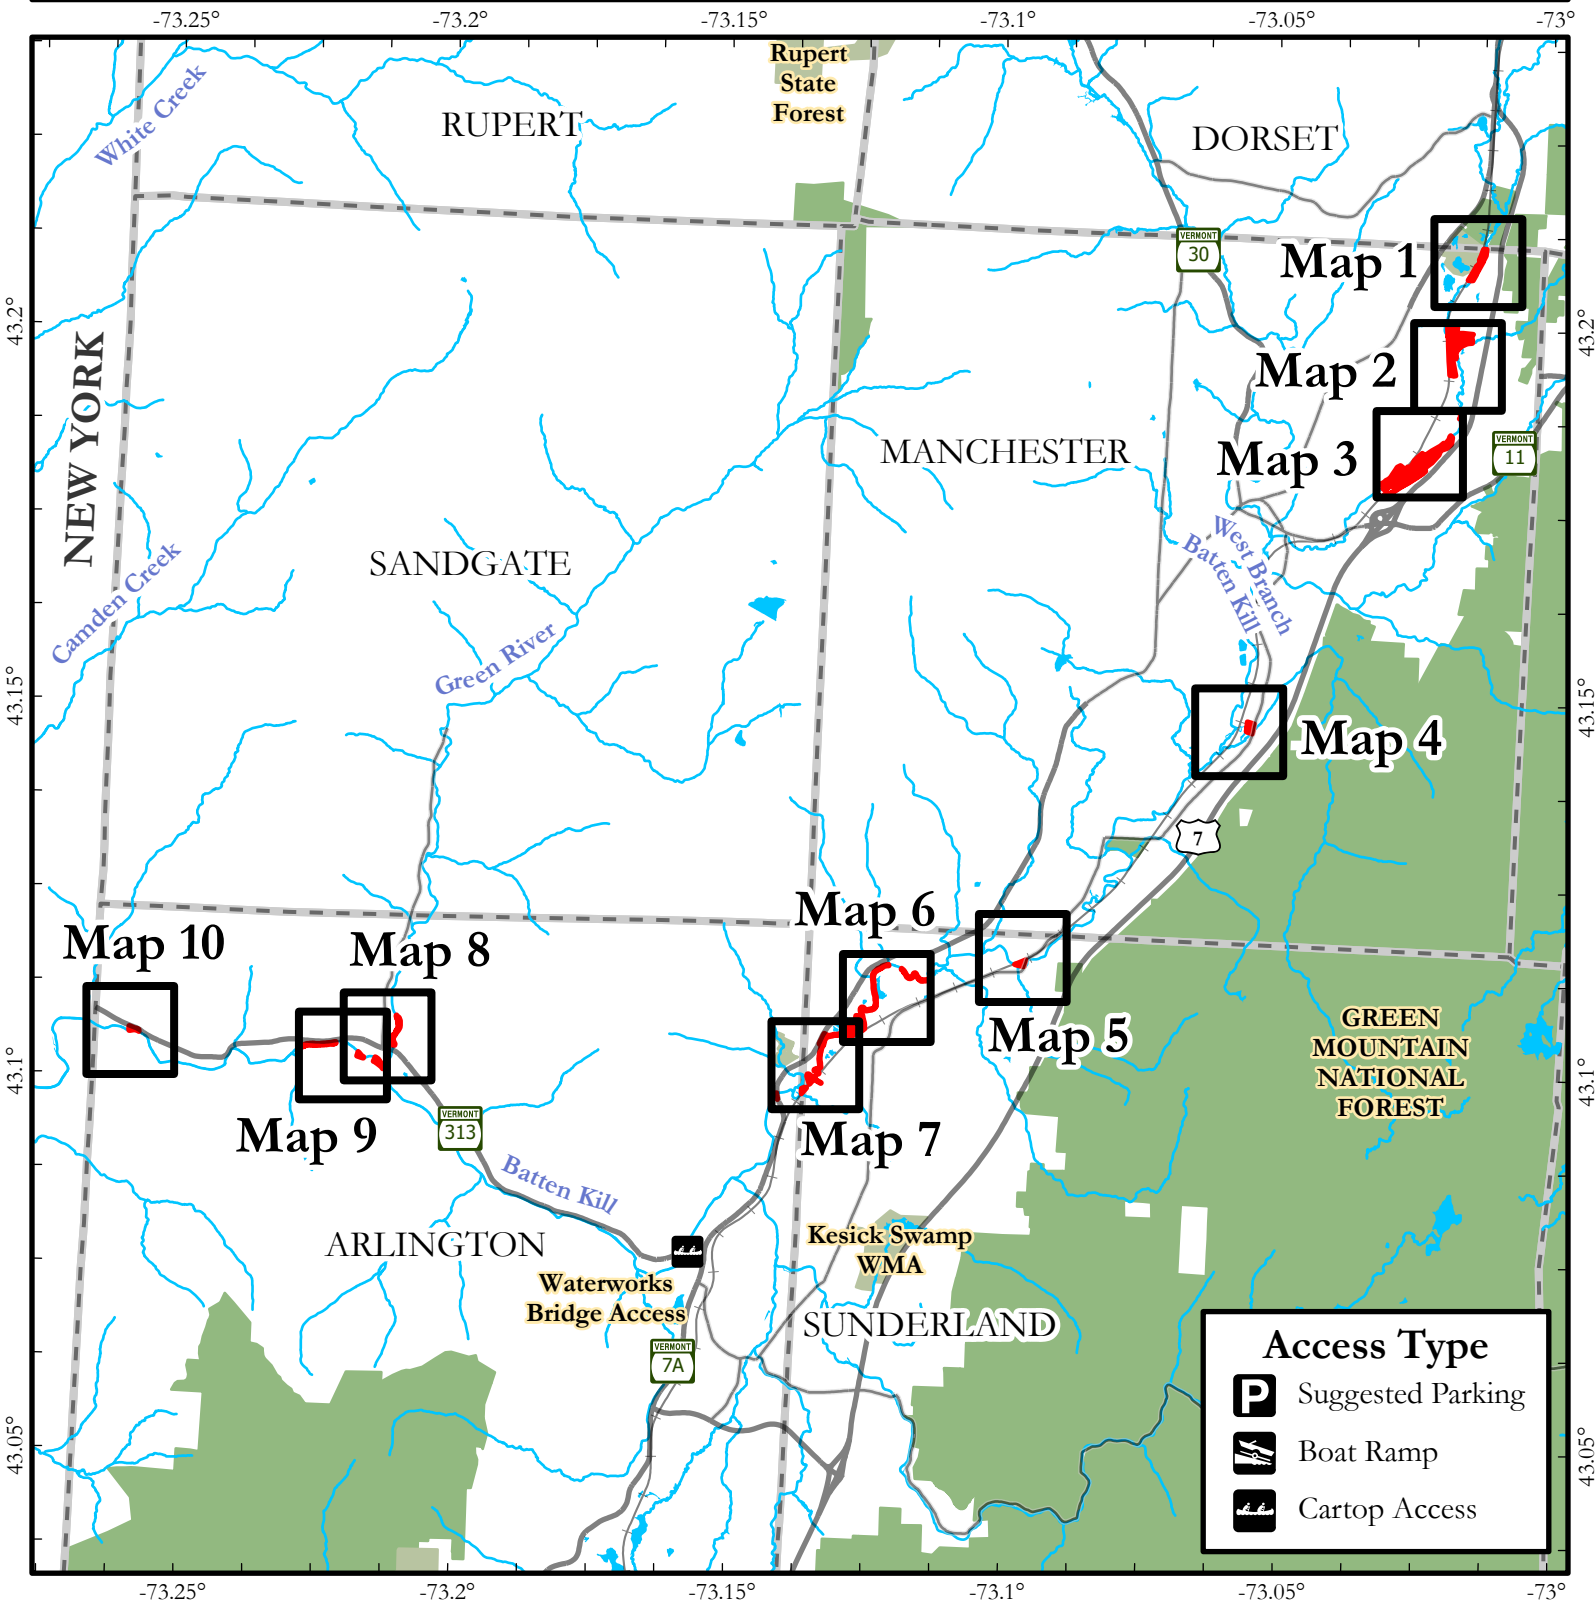 -73.25°
-73.2°
-73.15°
-73.1°
-73.05°
-73°
Rupert
State
Forest
White Creek
RUPERT
DORSET
VERMONT
30
Map 1
43.2°
43.2°
NEW YORK
Map 2
MANCHESTER
Map 3
VERMONT
11
SANDGATE
West Branch
Batten Kill
Camden Creek
Green River
43.15°
43.15°
Map 4
7
Map 6
Map 10
Map 8
Map 5
GREEN
MOUNTAIN
NATIONAL
FOREST
43.1°
43.1°
VERMONT
313
Map 9
Map 7
Batten Kill
ARLINGTON
Kesick Swamp
WMA
Waterworks
Bridge Access
SUNDERLAND
VERMONT
7A
Access Type
P
Suggested Parking
Boat Ramp
Cartop Access
43.05°
43.05°
-73.25°
-73.2°
-73.15°
-73.1°
-73.05°
-73°